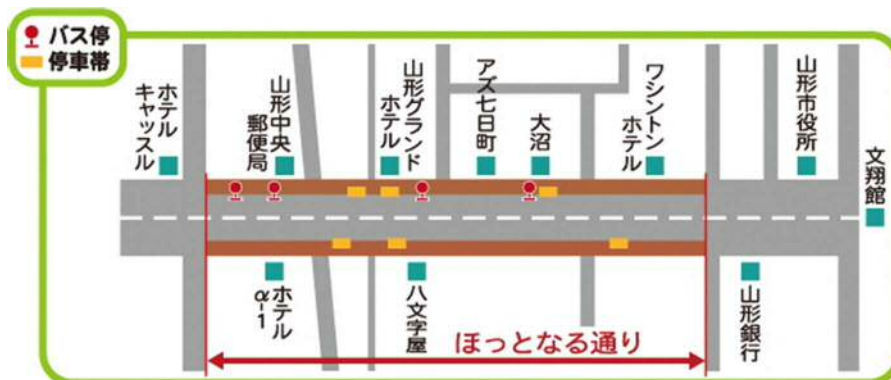 バス停
停車帯
ホテル
キャッスル
山形中央
郵便局
山形グランド
ホテル
アズ七日町
大沼
ワシントン
ホテル
山形市役所
文翔館
ホテル
α-1
八文字屋
山形銀行
ほっとなる通り